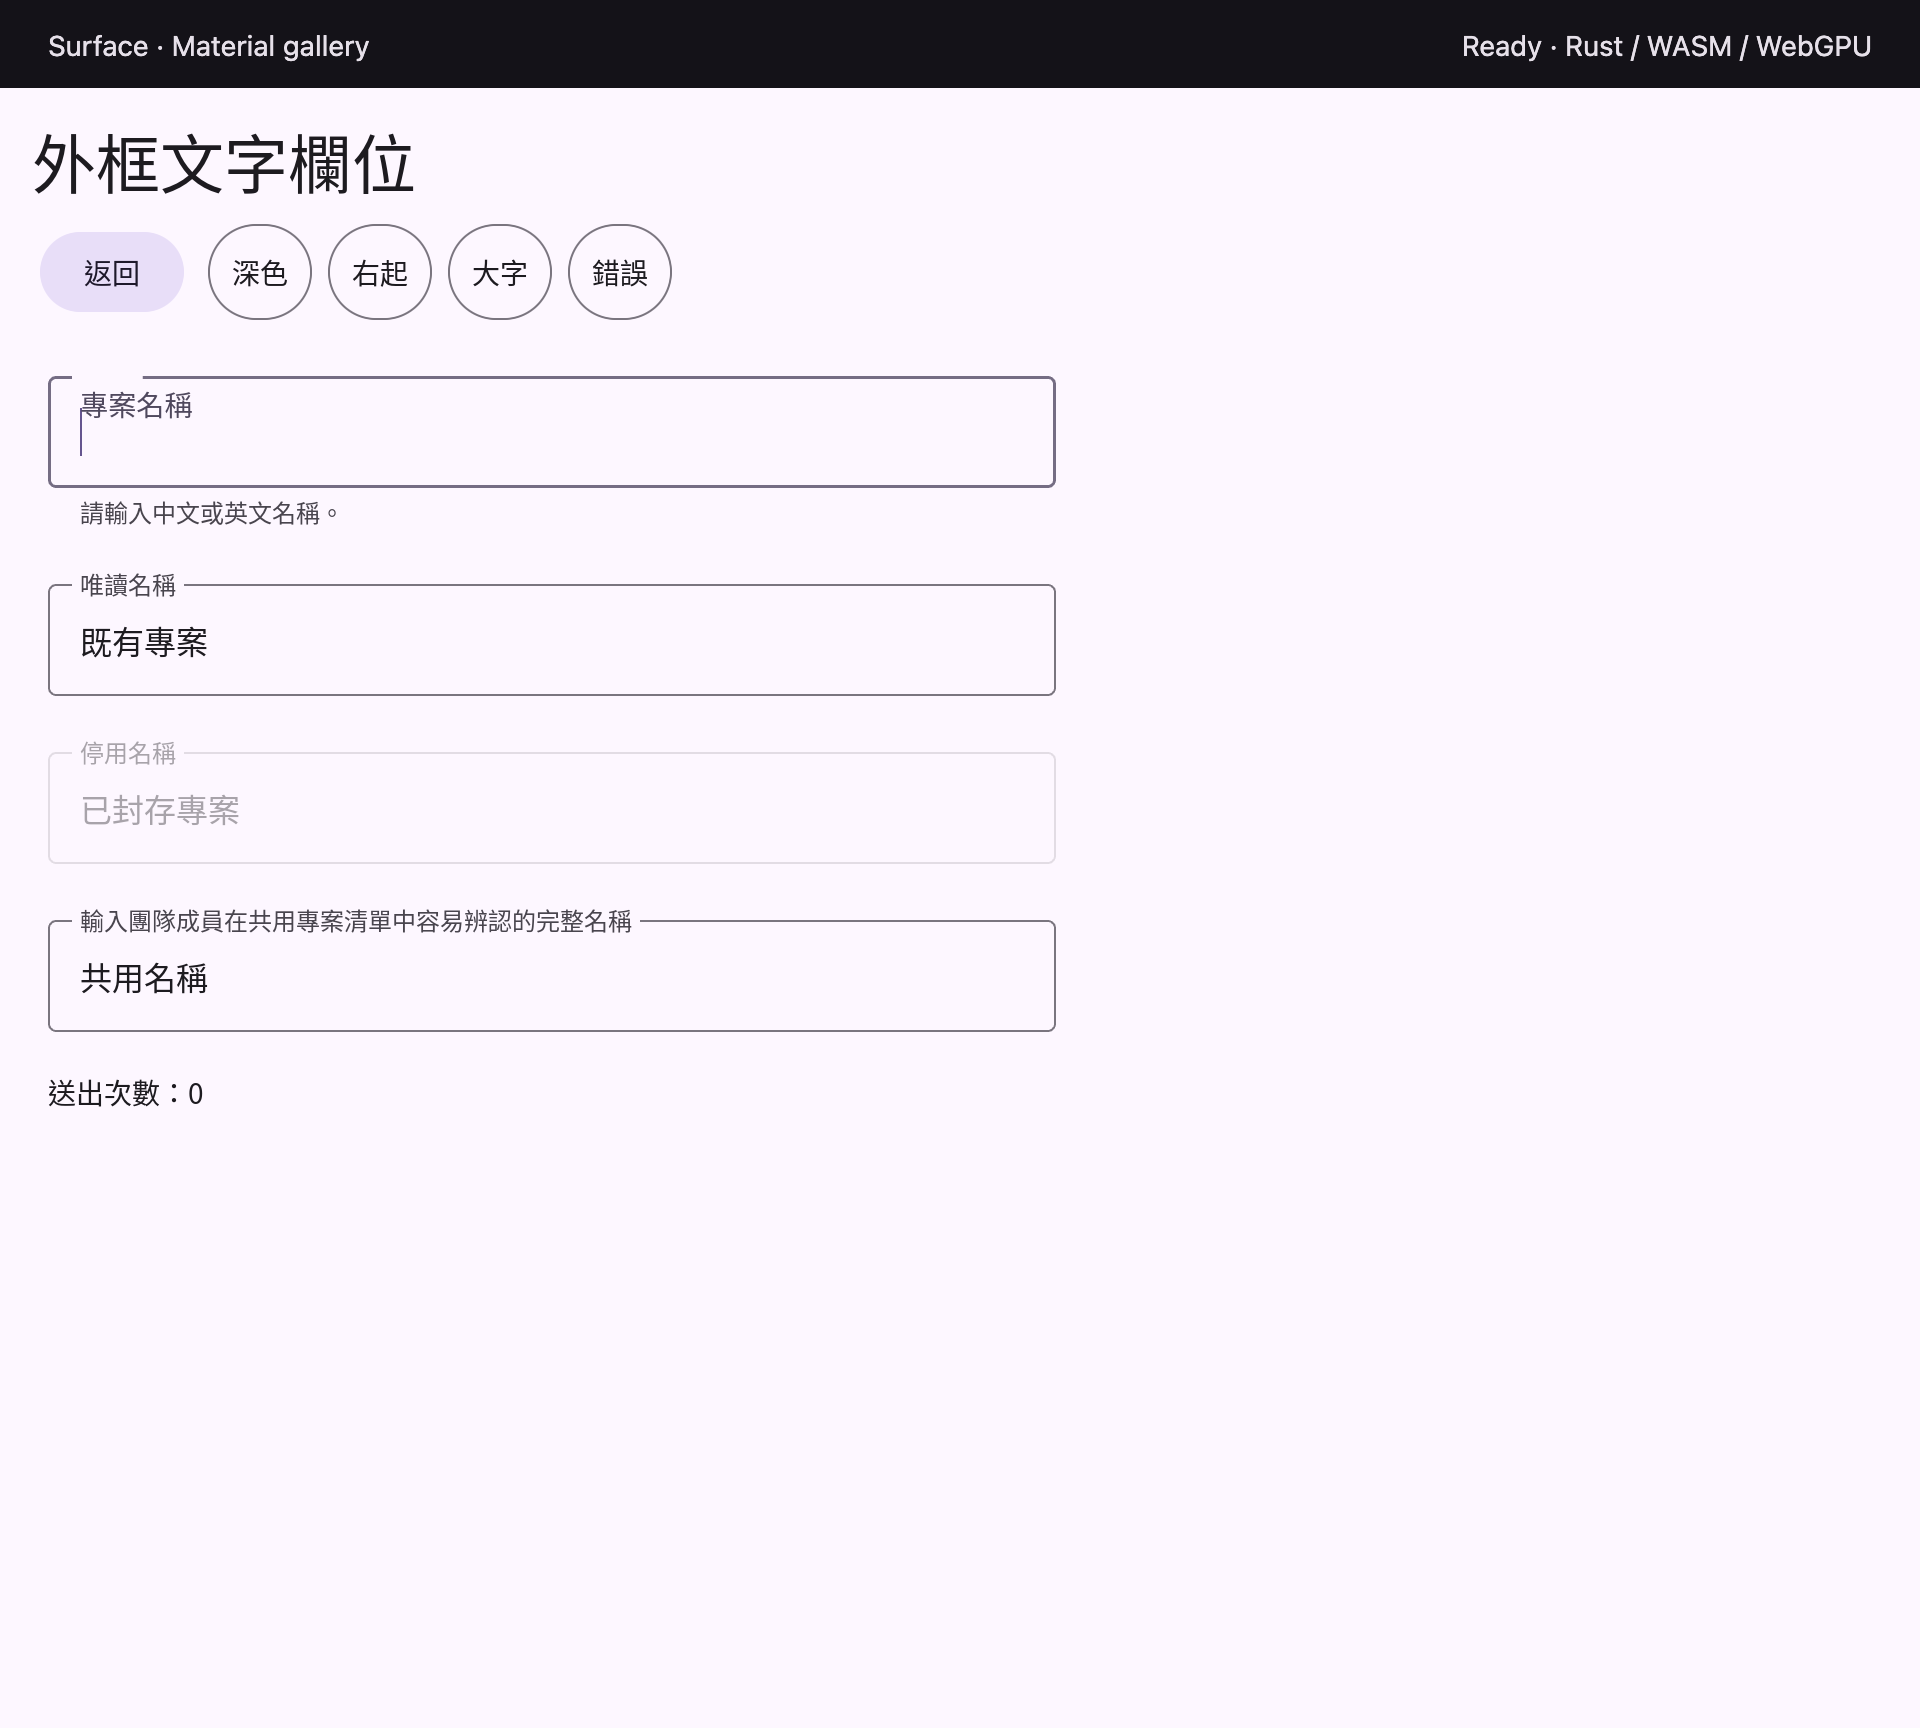 Surface · Material gallery
Ready · Rust / WASM / WebGPU
外框文字欄位
返回
深色
右起
大字
錯誤
專案名稱
請輸入中文或英文名稱。
唯讀名稱
既有專案
停用名稱
已封存專案
輸入團隊成員在共用專案清單中容易辨認的完整名稱
共用名稱
送出次數：0